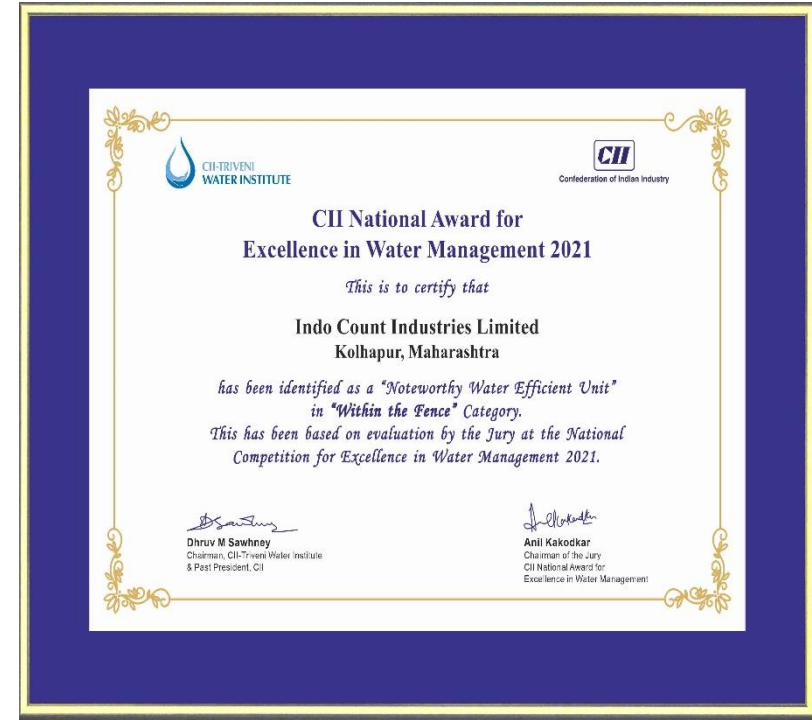 CII-TRIVENI
WATER INSTITUTE
CII
Confederation of Indian Industry
CII National Award for
Excellence in Water Management 2021
This is to certify that
Indo Count Industries Limited
Kolhapur, Maharashtra
has been identified as a "Noteworthy Water Efficient Unit"
in "Within the Fence" Category.
This has been based on evaluation by the Jury at the National
Competition for Excellence in Water Management 2021.
Dhruv M Sawhney
Chairman, CII-Triveni Water Institute
& Past President, CII
Anil Kakodkar
Chairman of the Jury
CII National Award for
Excellence in Water Management